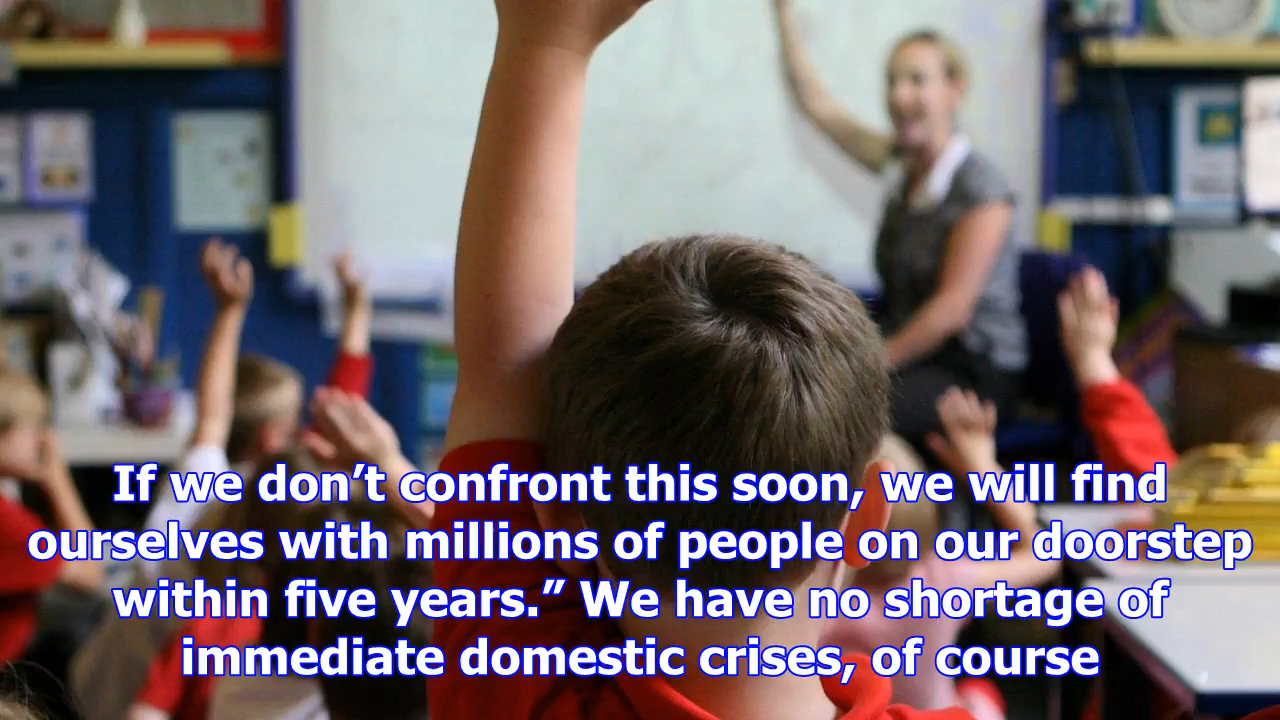 If we don’t confront this soon, we will find
ourselves with millions of people on our doorstep
within five years.” We have no shortage of
immediate domestic crises, of course